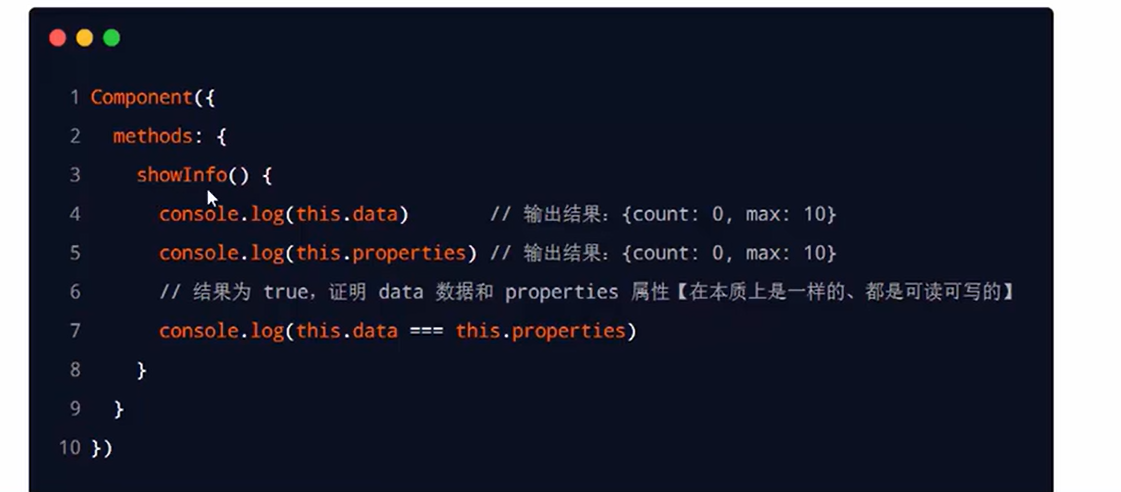 1 Component({
2 methods: {
3 showInfo() {
4 console.log(this.data) // 输出结果：{count: 0, max: 10}
5 console.log(this.properties) // 输出结果：{count: 0, max: 10}
6 // 结果为 true，证明 data 数据和 properties 属性【在本质上是一样的、都是可读可写的】
7 console.log(this.data === this.properties)
8 }
9 }
10 })